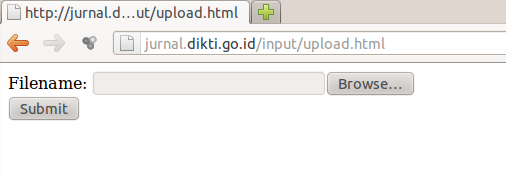 http://jurnal.d...ut/upload.html
jurnal.dikti.go.id/input/upload.html
Filename: Browse...
Submit